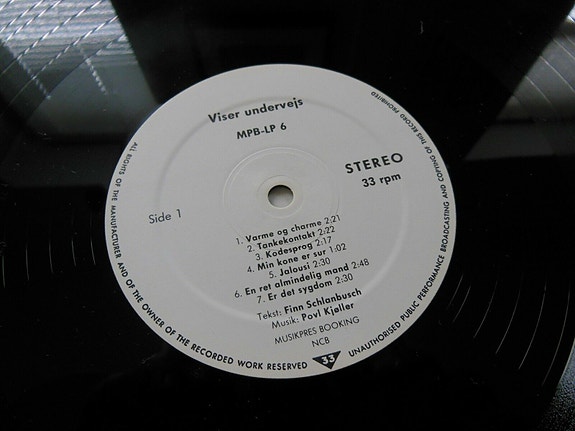 Viser undervejs
MPB-LP 6
STEREO
33 rpm
Side 1
1. Varme og charme 2:21
2. Tankekontakt 2:22
3. Kodesprog 2:17
4. Min kone er sur 1:02
5. Jalousi 2:30
6. En ret almindelig mand 2:48
7. Er det sygdom 2:30
Tekst: Finn Schlanbusch
Musik: Povl Kjøller
MUSIKPRES BOOKING
NCB
33
ALL RIGHTS OF THE MANUFACTURER AND OF THE OWNER OF THE RECORDED WORK RESERVED
UNAUTHORISED PUBLIC PERFORMANCE BROADCASTING AND COPYING OF THIS RECORD PROHIBITED